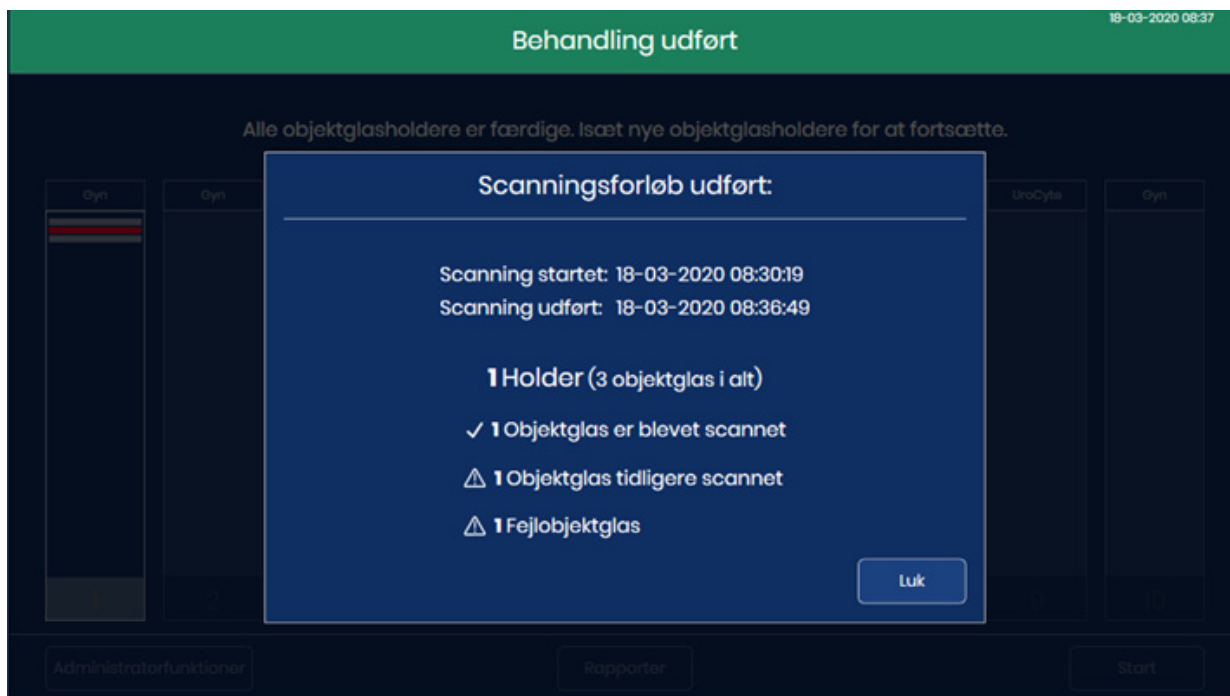 18-03-2020 08:37
Behandling udført
Alle objektglasholdere er færdige. Isæt nye objektglasholdere for at fortsætte.
Gyn
Gyn
UroCyte
Gyn
Scanningsforløb udført:
Scanning startet: 18-03-2020 08:30:19
Scanning udført: 18-03-2020 08:36:49
1 Holder (3 objektglas i alt)
1 Objektglas er blevet scannet
1 Objektglas tidligere scannet
1 Fejlobjektglas
Luk
1
2
10
Administratorfunktioner
Rapporter
Start